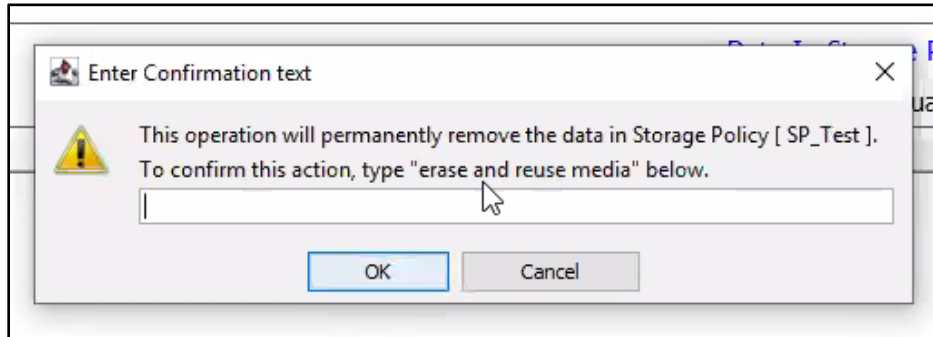 Enter Confirmation text
This operation will permanently remove the data in Storage Policy [ SP_Test ].
To confirm this action, type "erase and reuse media" below.
OK
Cancel